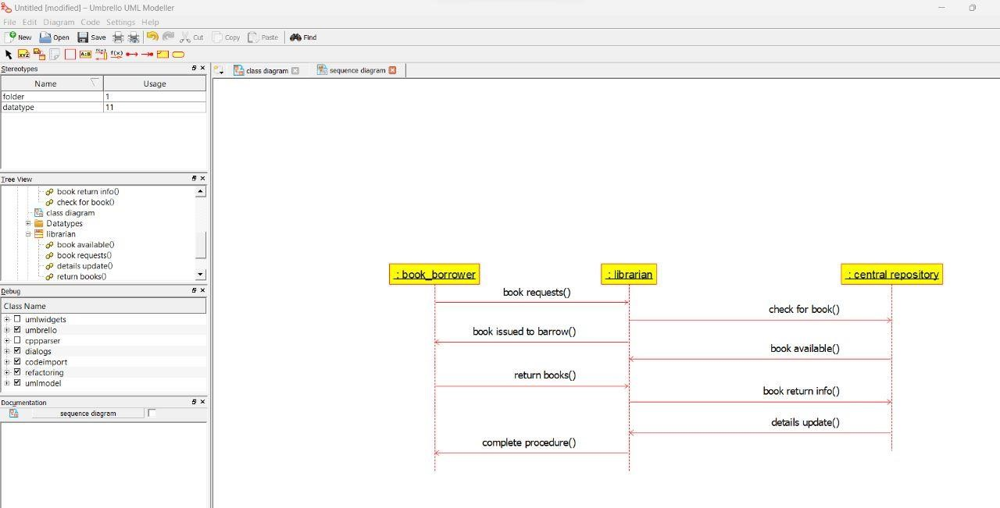 Untitled [modified] – Umbrello UML Modeller
File Edit Diagram Code Settings Help
New Open Save Cut Copy Paste Find
Stereotypes
class diagram sequence diagram
Name Usage
folder 1
datatype 11
Tree View
book return info()
check for book()
class diagram
Datatypes
librarian
book available()
book requests()
details update()
return books()
Debug
Class Name
umlwidgets
umbrello
cppparser
dialogs
codeimport
refactoring
umlmodel
Documentation
sequence diagram
: book_borrower : librarian : central repository
book requests()
check for book()
book issued to barrow()
book available()
return books()
book return info()
details update()
complete procedure()